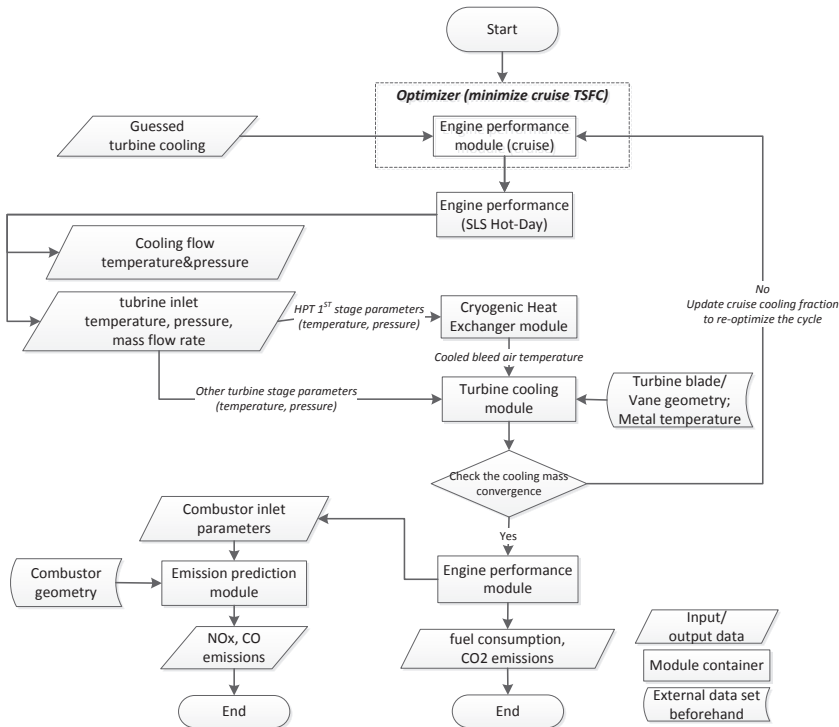 Start
Optimizer (minimize cruise TSFC)
Guessed
turbine cooling
Engine performance
module (cruise)
Engine performance
(SLS Hot-Day)
Cooling flow
temperature&pressure
No
Update cruise cooling fraction
to re-optimize the cycle
tubrine inlet
temperature, pressure,
mass flow rate
HPT 1ST stage parameters
(temperature, pressure)
Cryogenic Heat
Exchanger module
Cooled bleed air temperature
Other turbine stage parameters
(temperature, pressure)
Turbine cooling
module
Turbine blade/
Vane geometry;
Metal temperature
Check the cooling mass
convergence
Combustor inlet
parameters
Yes
Combustor
geometry
Emission prediction
module
Engine performance
module
NOx, CO
emissions
fuel consumption,
CO2 emissions
Input/
output data
Module container
External data set
beforehand
End
End